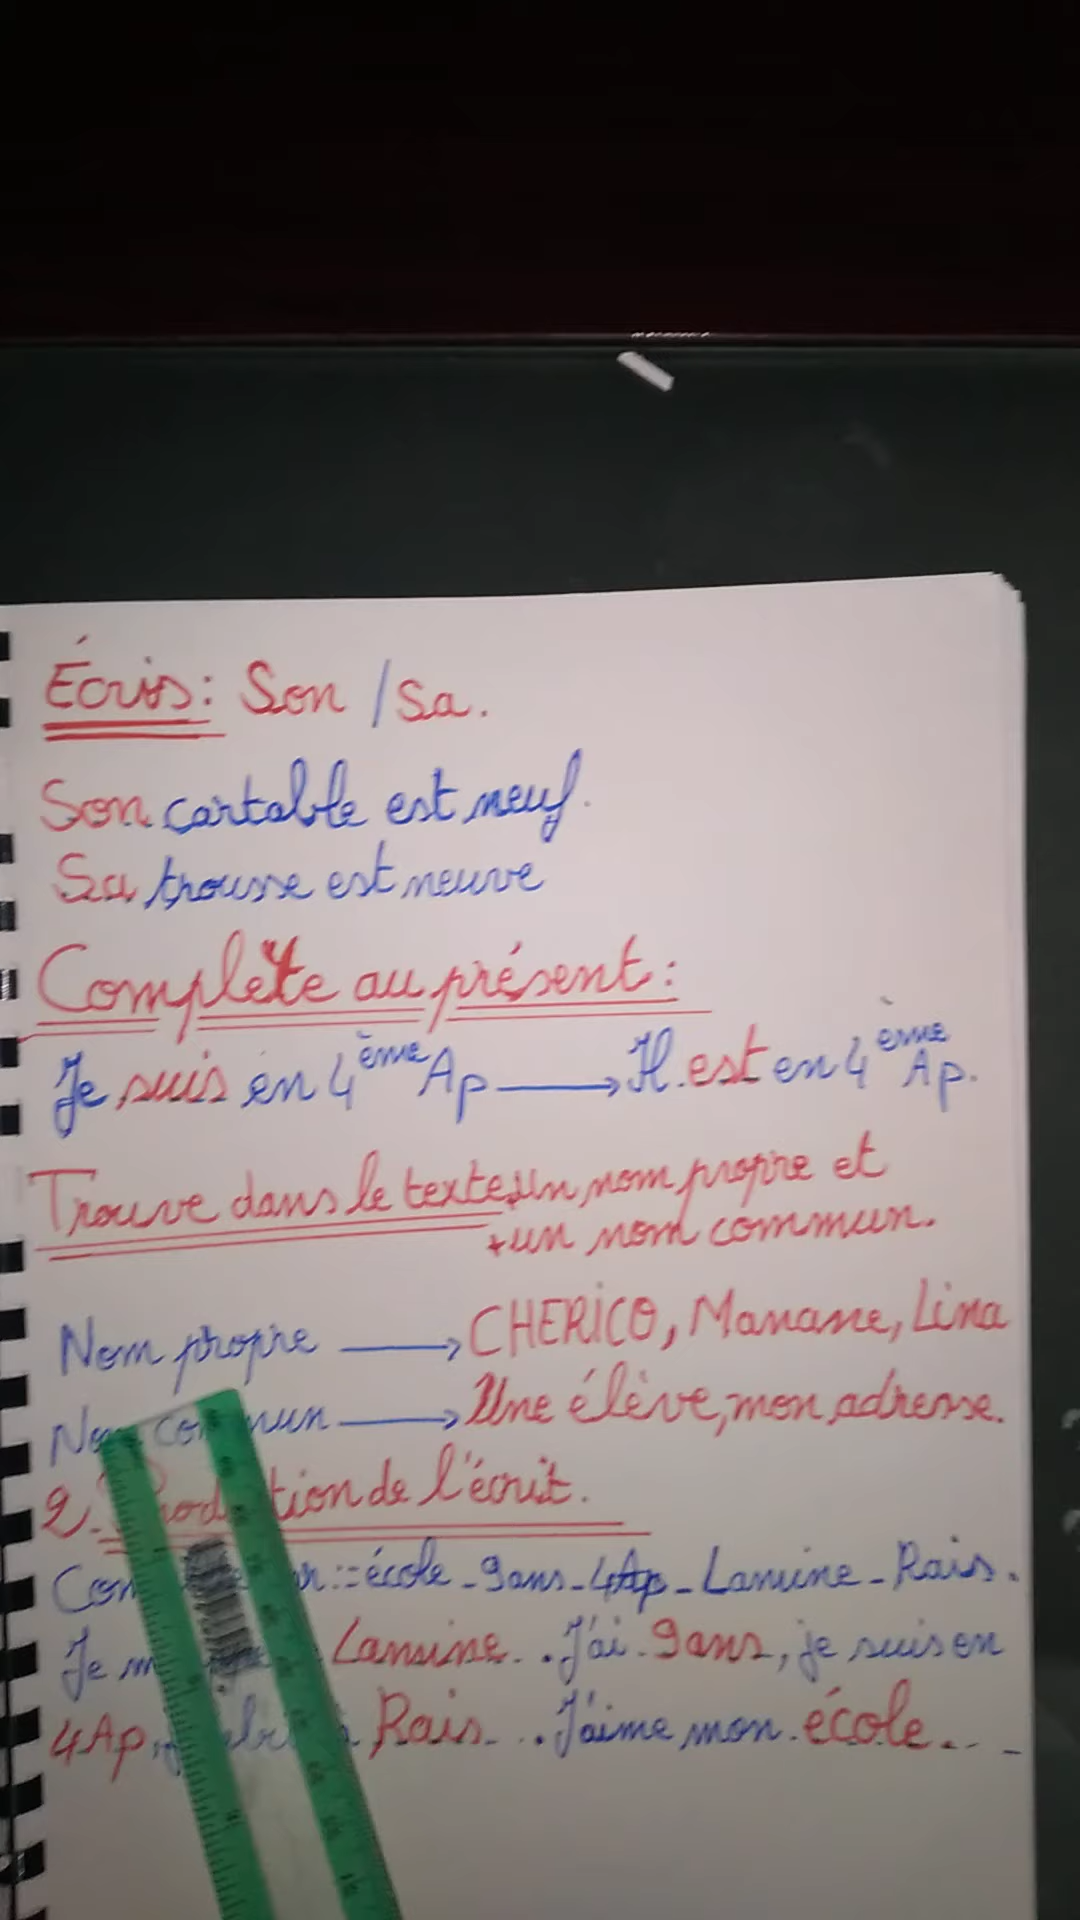 Écris: Son / Sa.
Son cartable est neuf.
Sa trousse est neuve
Complète au présent:
Je suis en 4ème Ap → Il est en 4ème Ap.
Trouve dans le texte un nom propre et
+ un nom commun.
Nom propre → CHERICO, Manane, Lina
Nom commun → Une élève, mon adresse.
2. Production de l'écrit.
:école - 9ans - 4Ap - Lamine - Rais.
Je Lamine. J'ai 9ans, je suis en
4Ap, Rais... J'aime mon école...